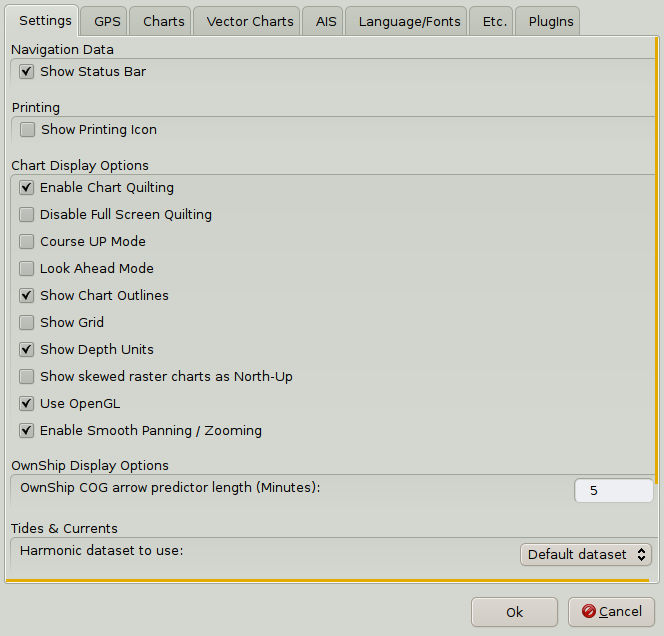 Settings GPS Charts Vector Charts AIS Language/Fonts Etc. PlugIns
Navigation Data
Show Status Bar
Printing
Show Printing Icon
Chart Display Options
Enable Chart Quilting
Disable Full Screen Quilting
Course UP Mode
Look Ahead Mode
Show Chart Outlines
Show Grid
Show Depth Units
Show skewed raster charts as North-Up
Use OpenGL
Enable Smooth Panning / Zooming
OwnShip Display Options
OwnShip COG arrow predictor length (Minutes): 5
Tides & Currents
Harmonic dataset to use: Default dataset
Ok Cancel